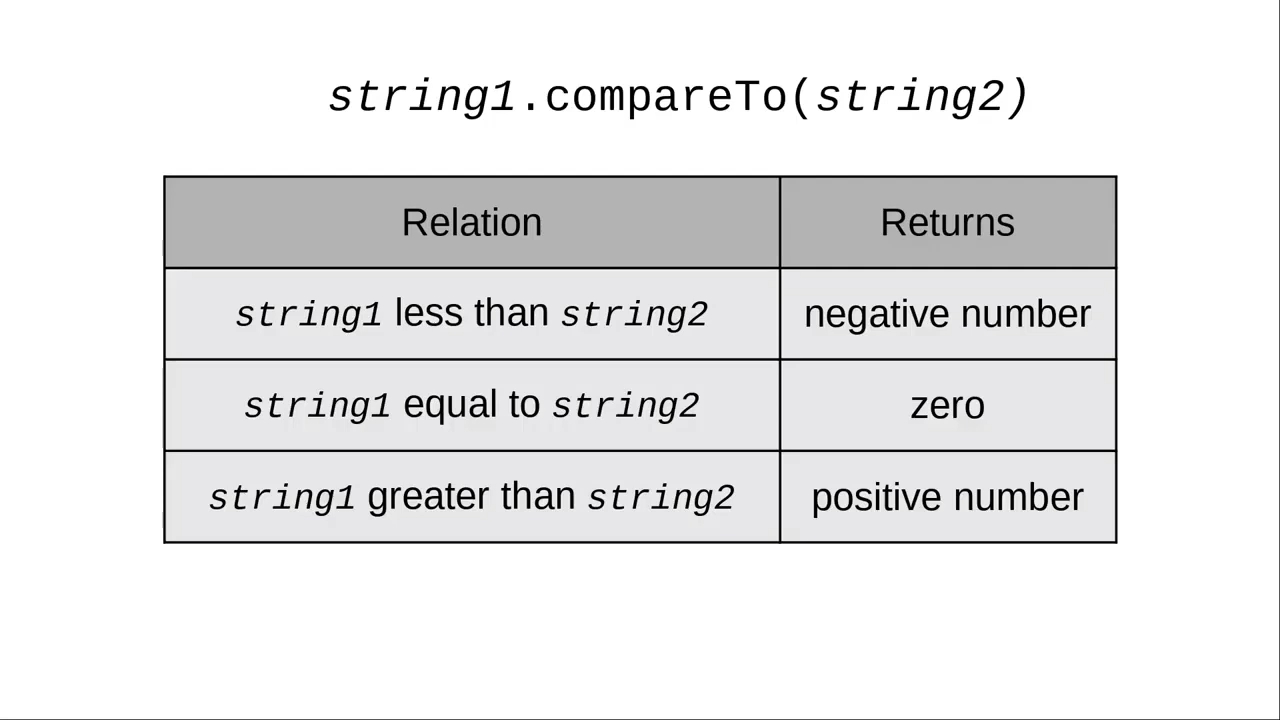 string1.compareTo(string2)
Relation Returns
string1 less than string2 negative number
string1 equal to string2 zero
string1 greater than string2 positive number